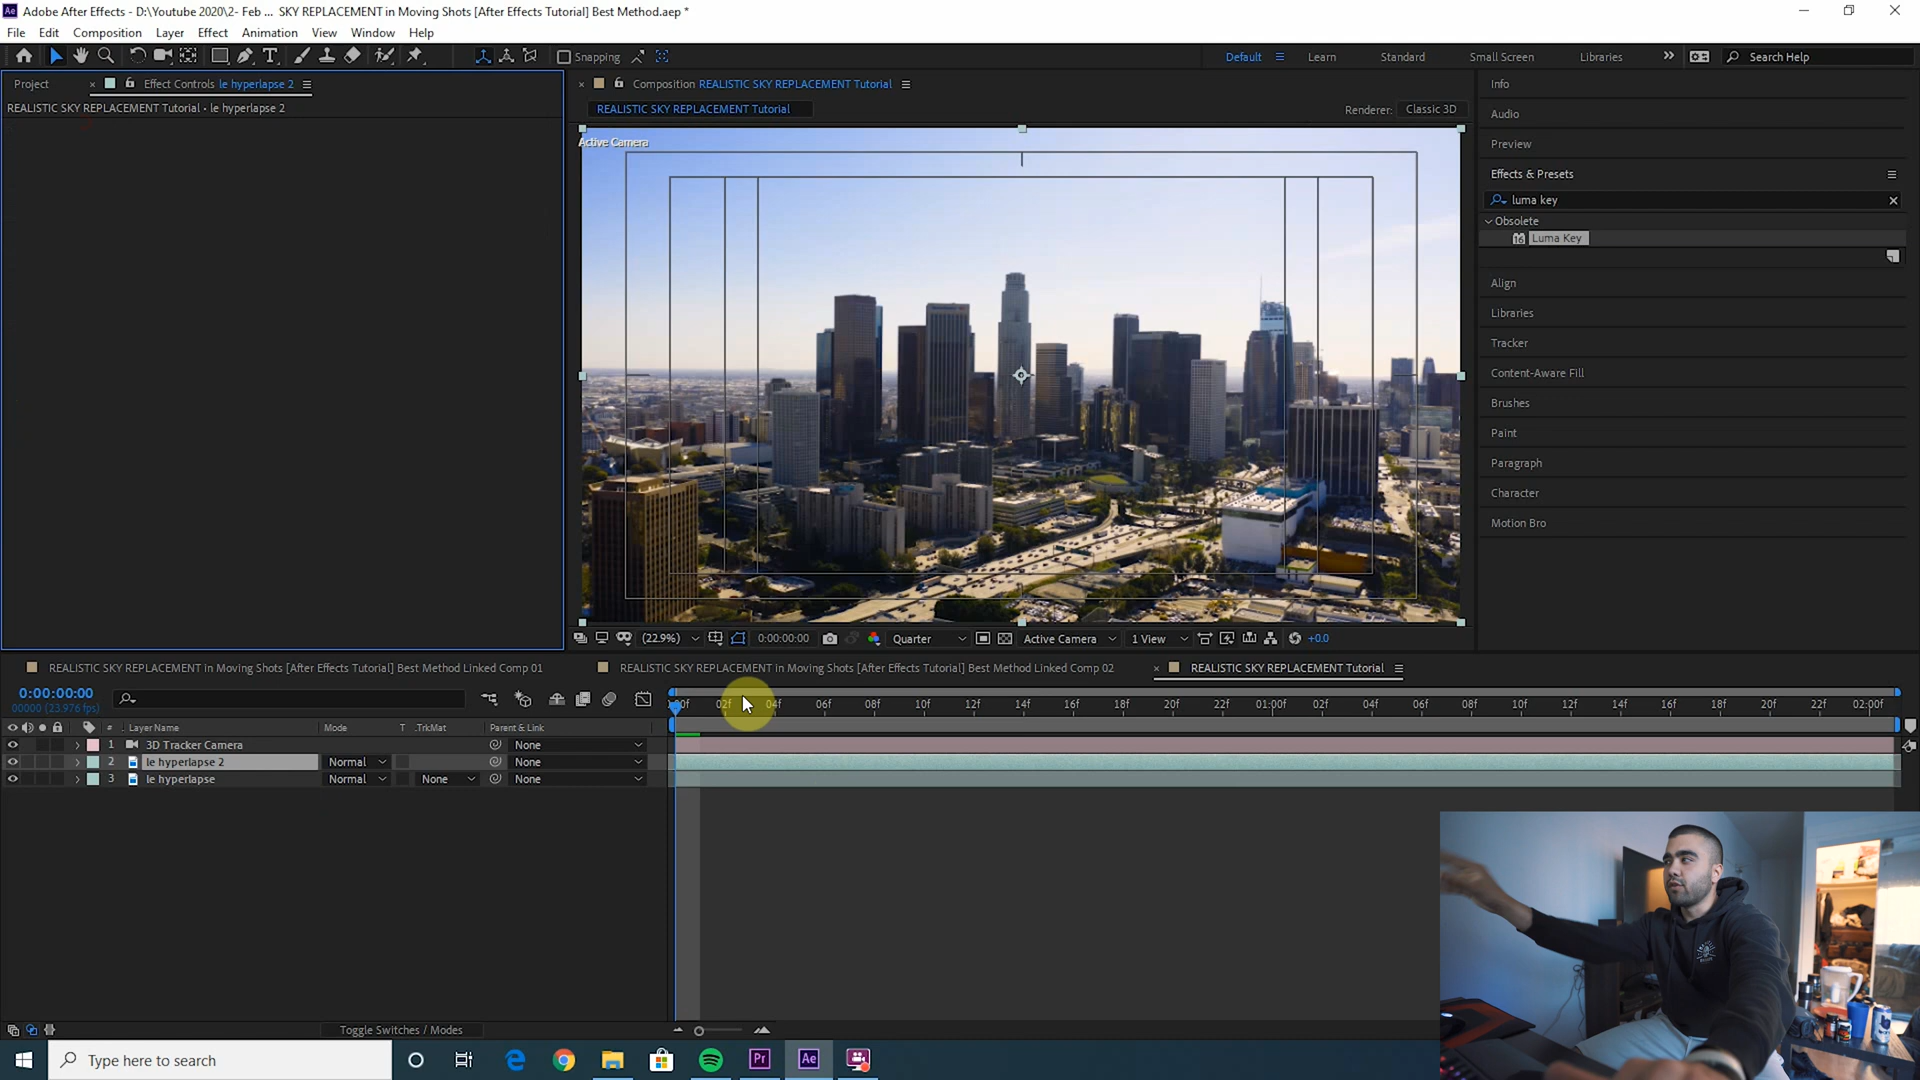 Adobe After Effects - D:\Youtube 2020\2- Feb ... SKY REPLACEMENT in Moving Shots [After Effects Tutorial] Best Method.aep *
File Edit Composition Layer Effect Animation View Window Help
Snapping
Default Learn Standard Small Screen Libraries Search Help
Project Effect Controls le hyperlapse 2
REALISTIC SKY REPLACEMENT Tutorial • le hyperlapse 2
Composition REALISTIC SKY REPLACEMENT Tutorial
REALISTIC SKY REPLACEMENT Tutorial
Renderer: Classic 3D
Active Camera
Info
Audio
Preview
Effects & Presets
luma key
Obsolete
16 Luma Key
Align
Libraries
Tracker
Content-Aware Fill
Brushes
Paint
Paragraph
Character
Motion Bro
(22.9%) 0:00:00:00 Quarter Active Camera 1 View +0.0
REALISTIC SKY REPLACEMENT in Moving Shots [After Effects Tutorial] Best Method Linked Comp 01
REALISTIC SKY REPLACEMENT in Moving Shots [After Effects Tutorial] Best Method Linked Comp 02
REALISTIC SKY REPLACEMENT Tutorial
0:00:00:00
00000 (23.976 fps)
02f 04f 06f 08f 10f 12f 14f 16f 18f 20f 22f 01:00f 02f 04f 06f 08f 10f 12f 14f 16f 18f 20f 22f 02:00f
# Layer Name Mode T .TrkMat Parent & Link
1 3D Tracker Camera None
2 le hyperlapse 2 Normal None
3 le hyperlapse Normal None None
Toggle Switches / Modes
Type here to search
Pr
Ae